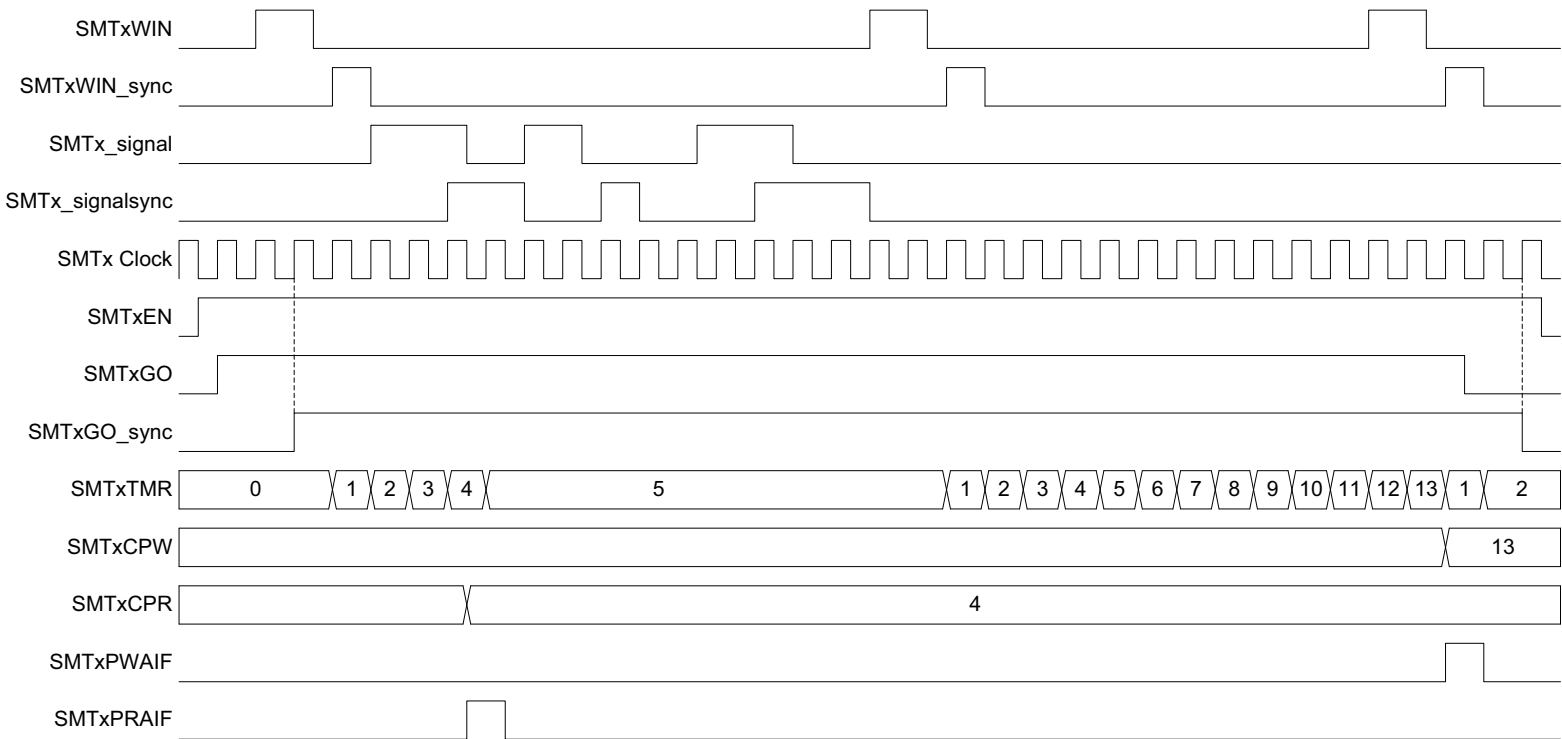 SMTxWIN
SMTxWIN_sync
SMTx_signal
SMTx_signalsync
SMTx Clock
SMTxEN
SMTxGO
SMTxGO_sync
SMTxTMR 0 1 2 3 4 5 1 2 3 4 5 6 7 8 9 10 11 12 13 1 2
SMTxCPW 13
SMTxCPR 4
SMTxPWAIF
SMTxPRAIF